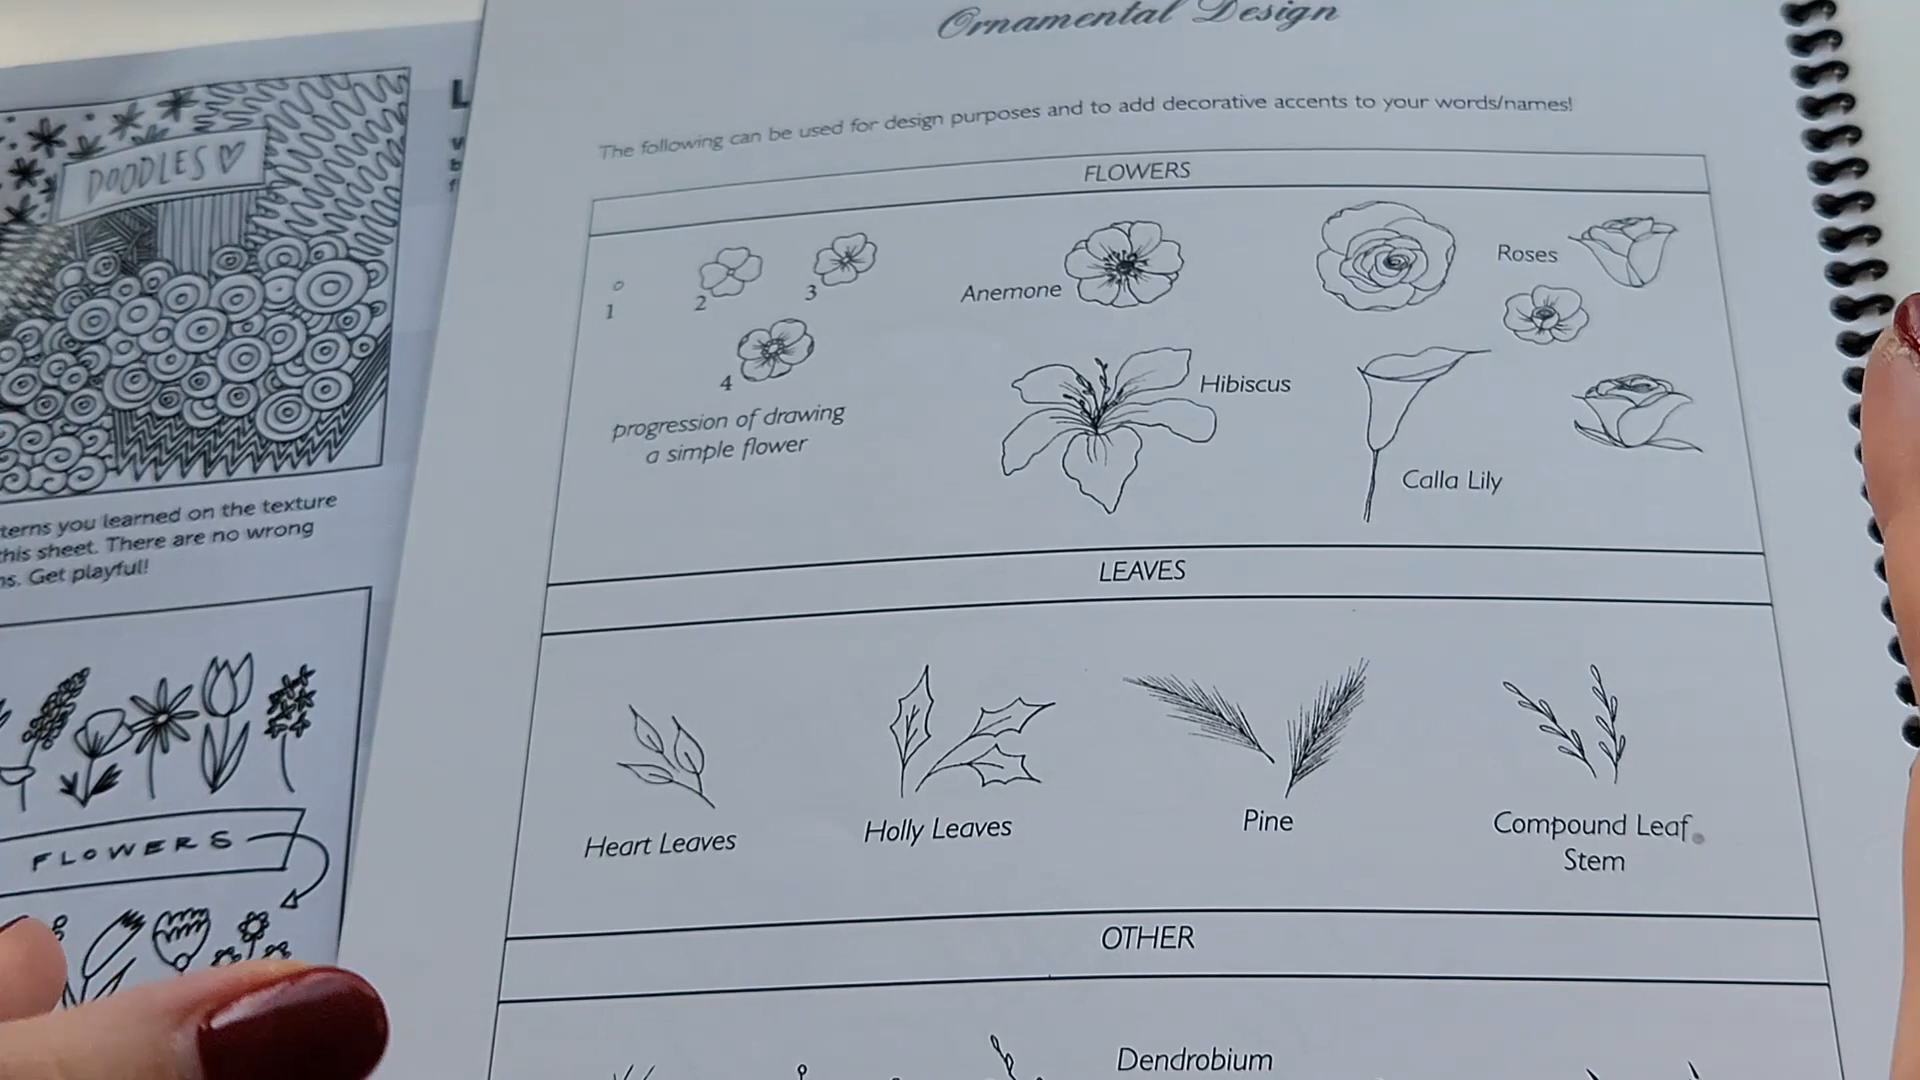 Ornamental Design
The following can be used for design purposes and to add decorative accents to your words/names!
FLOWERS
1
2
3
4
progression of drawing
a simple flower
Anemone
Roses
Hibiscus
Calla Lily
LEAVES
Heart Leaves
Holly Leaves
Pine
Compound Leaf
Stem
OTHER
Dendrobium
DOODLES
terns you learned on the texture
this sheet. There are no wrong
ns. Get playful!
FLOWERS
L